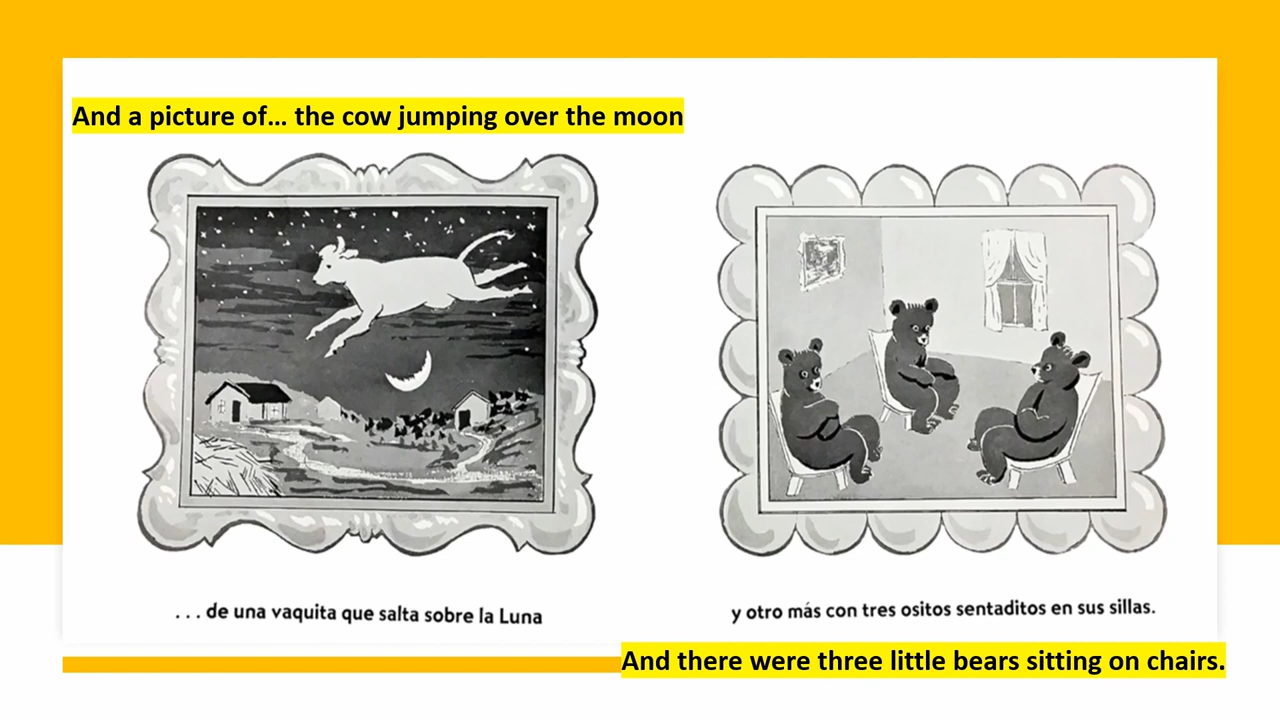 And a picture of… the cow jumping over the moon
. . . de una vaquita que salta sobre la Luna
y otro más con tres ositos sentaditos en sus sillas.
And there were three little bears sitting on chairs.